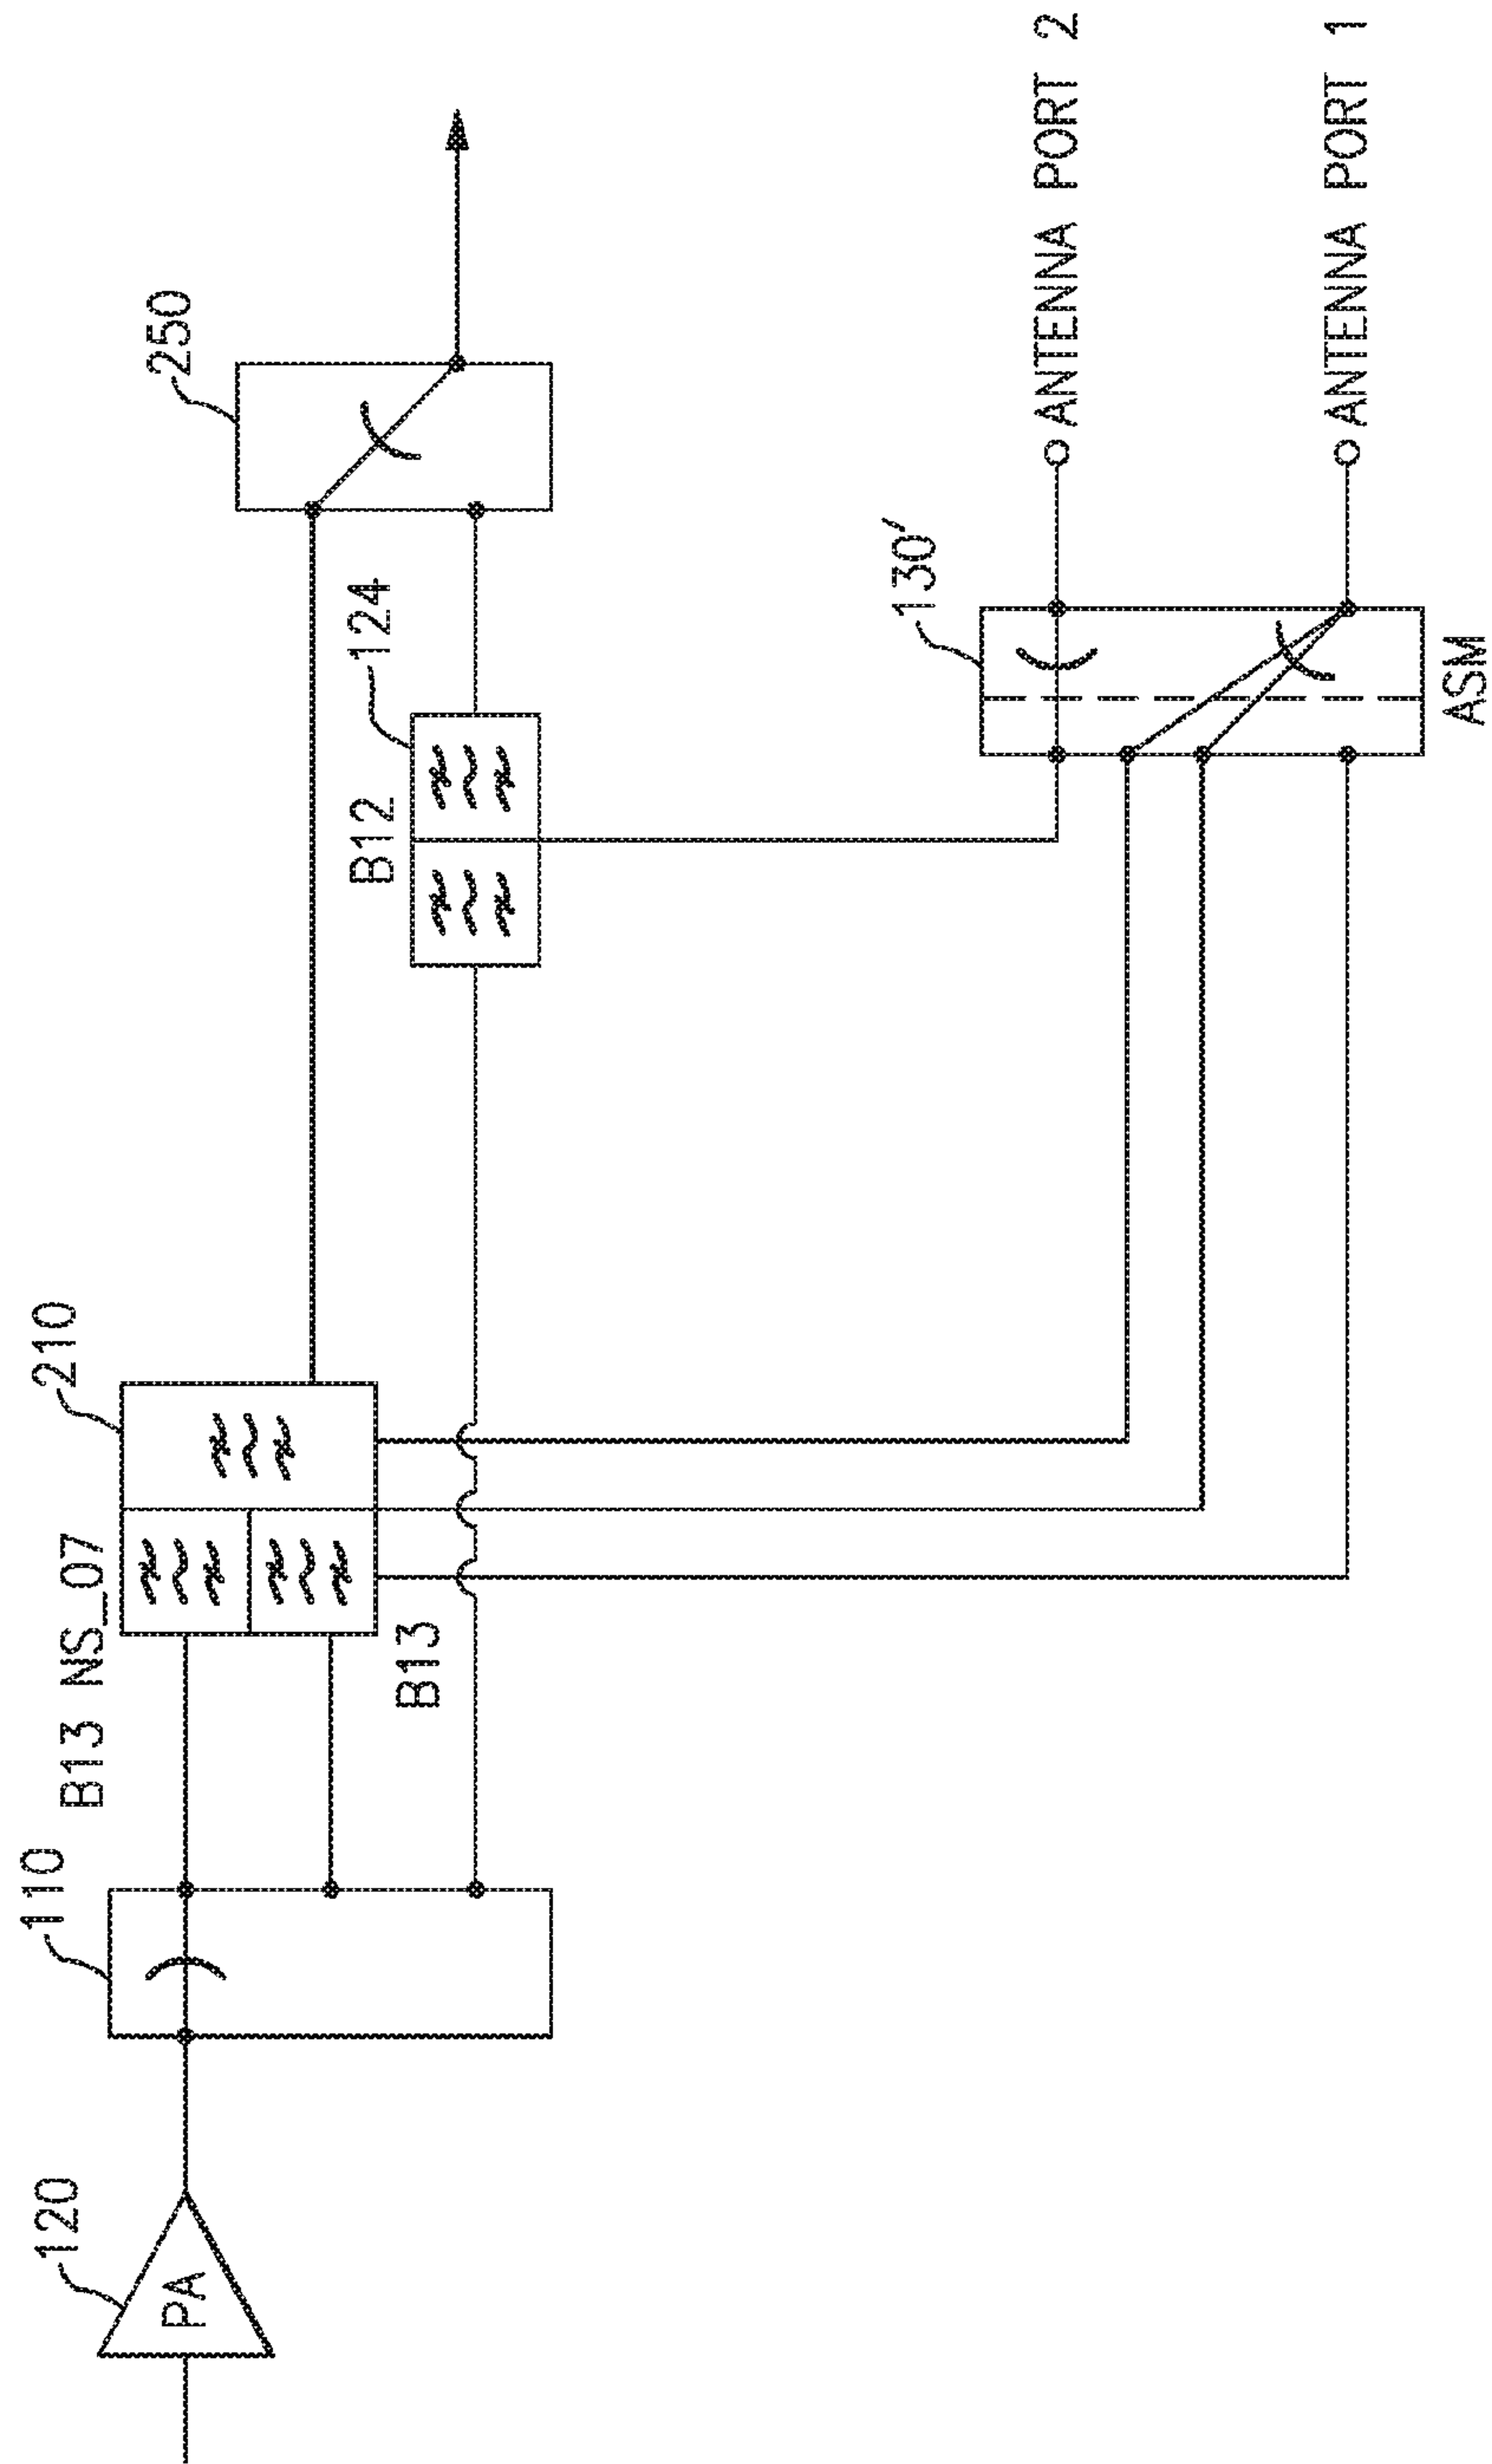 120
PA
110
B13 NS_07
210
B13
B12
124
250
130'
ASM
ANTENNA PORT 2
ANTENNA PORT 1